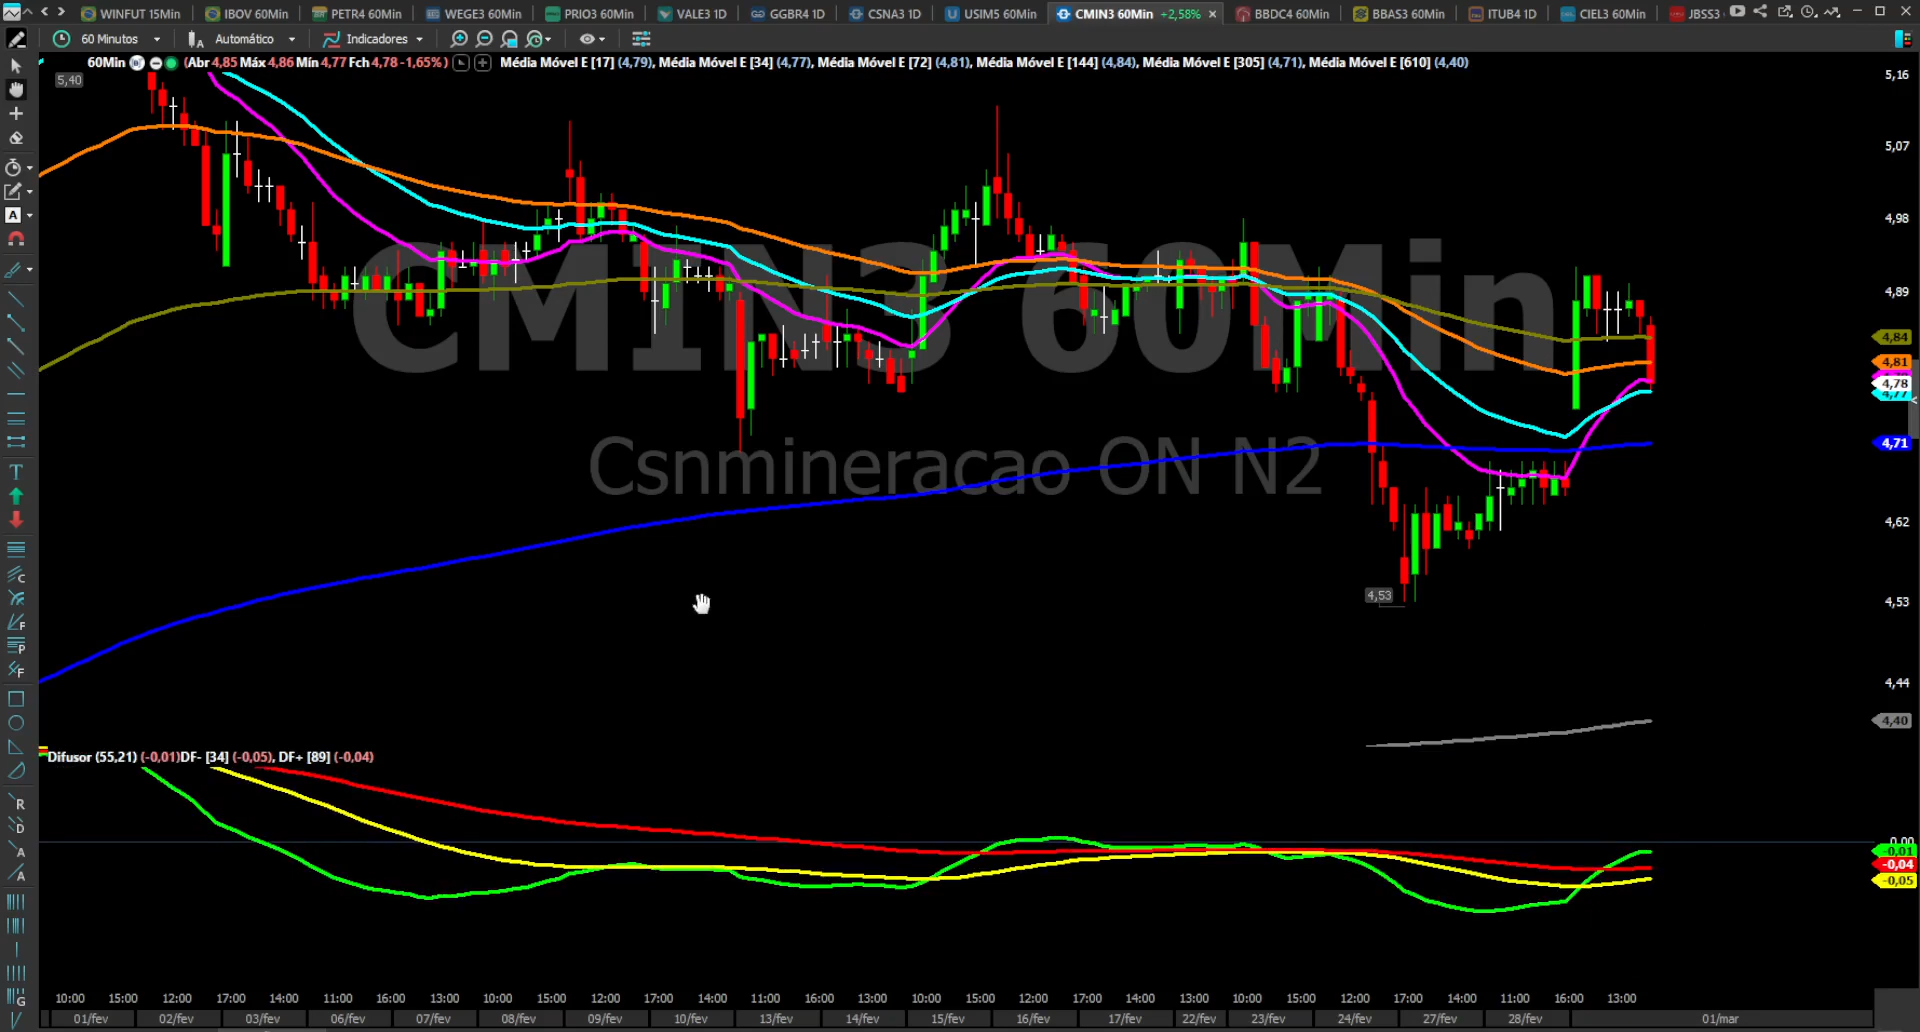 WINFUT 15Min IBOV 60Min PETR4 60Min WEGE3 60Min PRIO3 60Min VALE3 1D GGBR4 1D CSNA3 1D USIM5 60Min CMIN3 60Min +2,58% × BBDC4 60Min BBAS3 60Min ITUB4 1D CIEL3 60Min JBSS3
60 Minutos Automático Indicadores
60Min (Abr 4,85 Máx 4,86 Mín 4,77 Fch 4,78 -1,65%) Média Móvel E [17] (4,79), Média Móvel E [34] (4,77), Média Móvel E [72] (4,81), Média Móvel E [144] (4,84), Média Móvel E [305] (4,71), Média Móvel E [610] (4,40)
5,40
5,16
5,07
4,98
4,89
CMIN3 60Min
Csnmineracao ON N2
4,84
4,81
4,78
4,77
4,71
4,62
4,53
4,53
4,44
4,40
Difusor (55,21) (-0,01)DF- [34] (-0,05), DF+ [89] (-0,04)
0,00
-0,01
-0,04
-0,05
10:00 15:00 12:00 17:00 14:00 11:00 16:00 13:00 10:00 15:00 12:00 17:00 14:00 11:00 16:00 13:00 10:00 15:00 12:00 17:00 14:00 13:00 10:00 15:00 12:00 17:00 14:00 11:00 16:00 13:00
01/fev 02/fev 03/fev 06/fev 07/fev 08/fev 09/fev 10/fev 13/fev 14/fev 15/fev 16/fev 17/fev 22/fev 23/fev 24/fev 27/fev 28/fev 01/mar